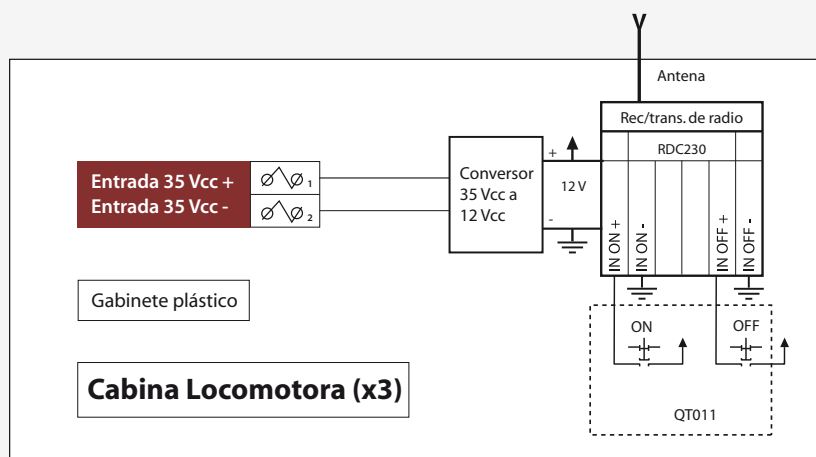 Antena
Rec/trans. de radio
RDC230
Entrada 35 Vcc +
Entrada 35 Vcc -
1
2
Conversor
35 Vcc a
12 Vcc
+
12 V
-
IN ON +
IN ON -
IN OFF +
IN OFF -
Gabinete plástico
ON
OFF
Cabina Locomotora (x3)
QT011